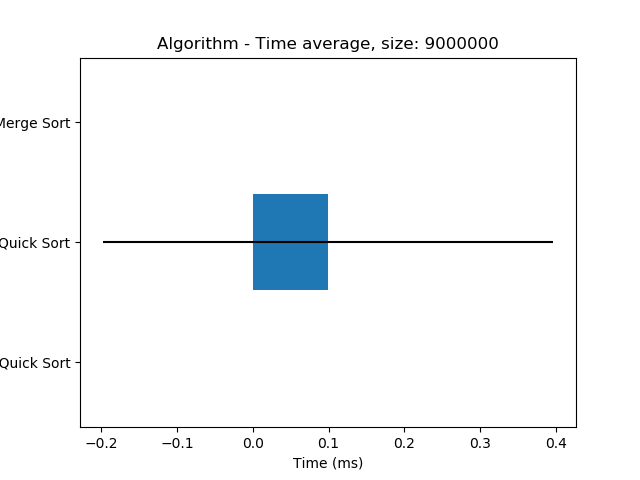 Algorithm - Time average, size: 9000000
Merge Sort
Quick Sort
Quick Sort
−0.2 −0.1 0.0 0.1 0.2 0.3 0.4
Time (ms)